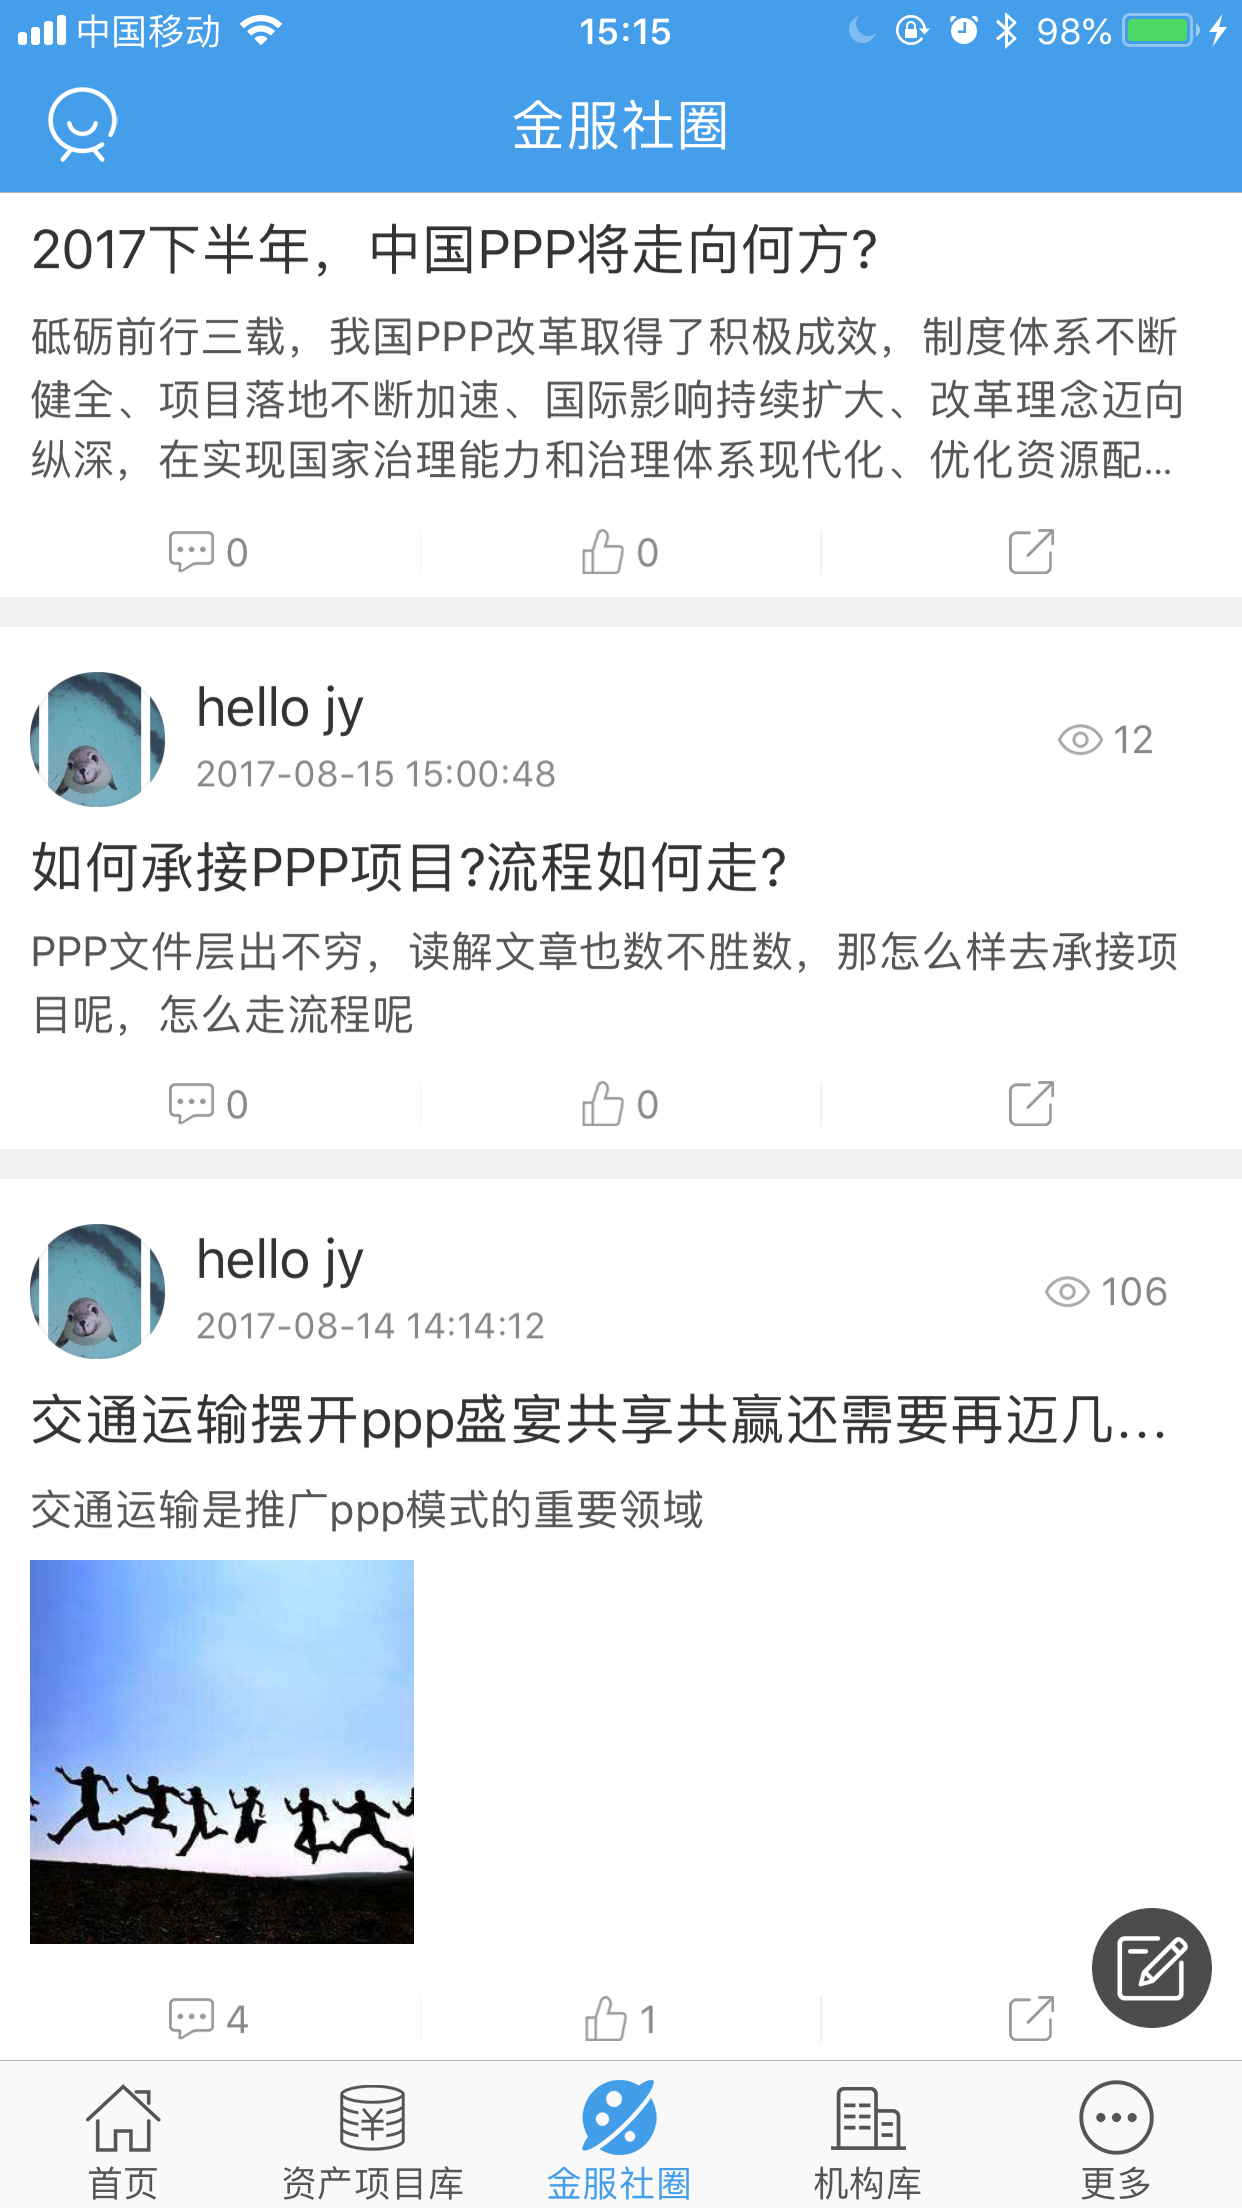 中国移动
15:15
98%
金服社圈
2017下半年，中国PPP将走向何方?
砥砺前行三载，我国PPP改革取得了积极成效，制度体系不断
健全、项目落地不断加速、国际影响持续扩大、改革理念迈向
纵深，在实现国家治理能力和治理体系现代化、优化资源配...
0
0
hello jy
12
2017-08-15 15:00:48
如何承接PPP项目?流程如何走?
PPP文件层出不穷，读解文章也数不胜数，那怎么样去承接项
目呢，怎么走流程呢
0
0
hello jy
106
2017-08-14 14:14:12
交通运输摆开ppp盛宴共享共赢还需要再迈几...
交通运输是推广ppp模式的重要领域
4
1
首页
资产项目库
金服社圈
机构库
更多